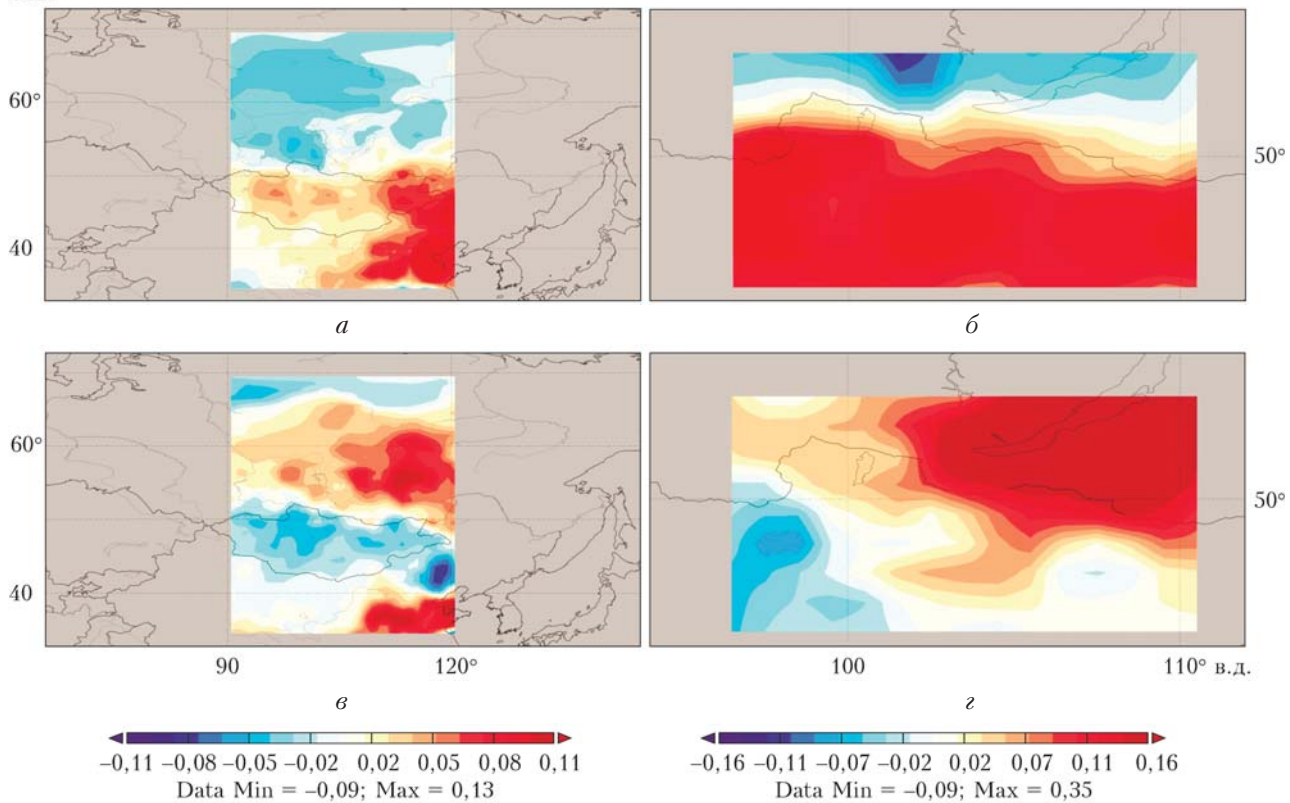 60°
40
а
50°
б
60°
40
90
120°
в
50°
100
110° в.д.
г
–0,11 –0,08 –0,05 –0,02 0,02 0,05 0,08 0,11
Data Min = –0,09; Max = 0,13
–0,16 –0,11 –0,07 –0,02 0,02 0,07 0,11 0,16
Data Min = –0,09; Max = 0,35